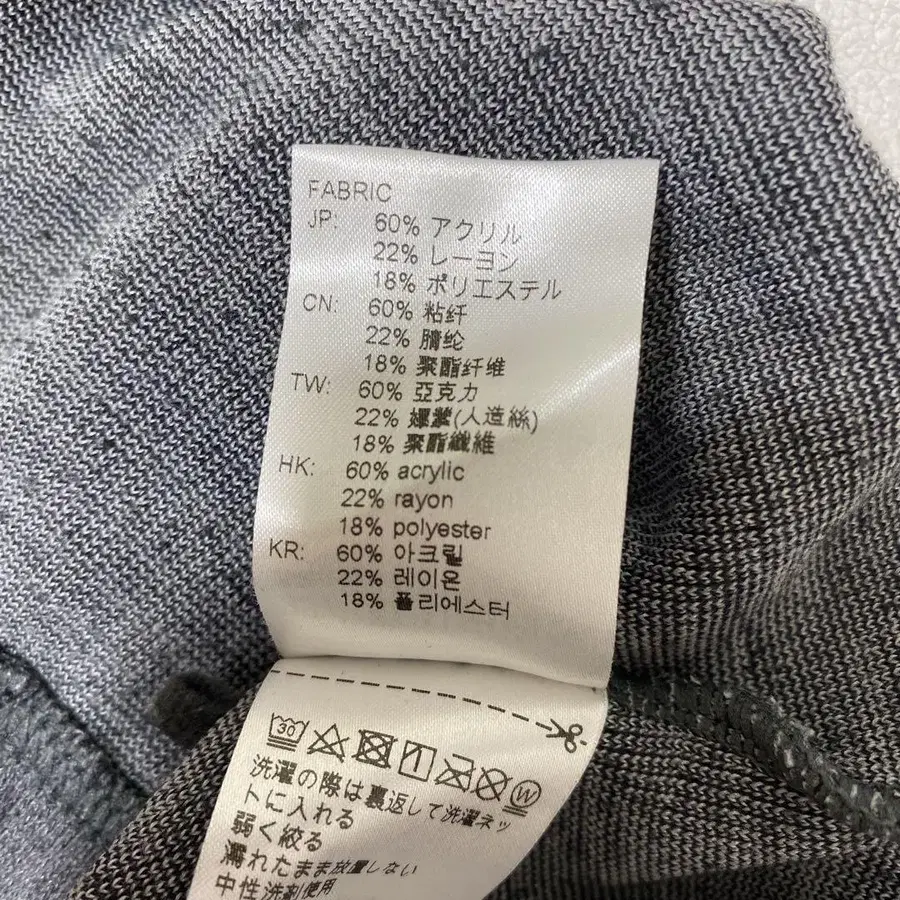 FABRIC
JP: 60% アクリル
22% レーヨン
18% ポリエステル
CN: 60% 粘纤
22% 腈纶
18% 聚酯纤维
TW: 60% 亞克力
22% 嫘縈(人造絲)
18% 聚酯纖維
HK: 60% acrylic
22% rayon
18% polyester
KR: 60% 아크릴
22% 레이온
18% 폴리에스터
30
W
洗濯の際は裏返して洗濯ネッ
トに入れる
弱く絞る
濡れたまま放置しない
中性洗剤使用